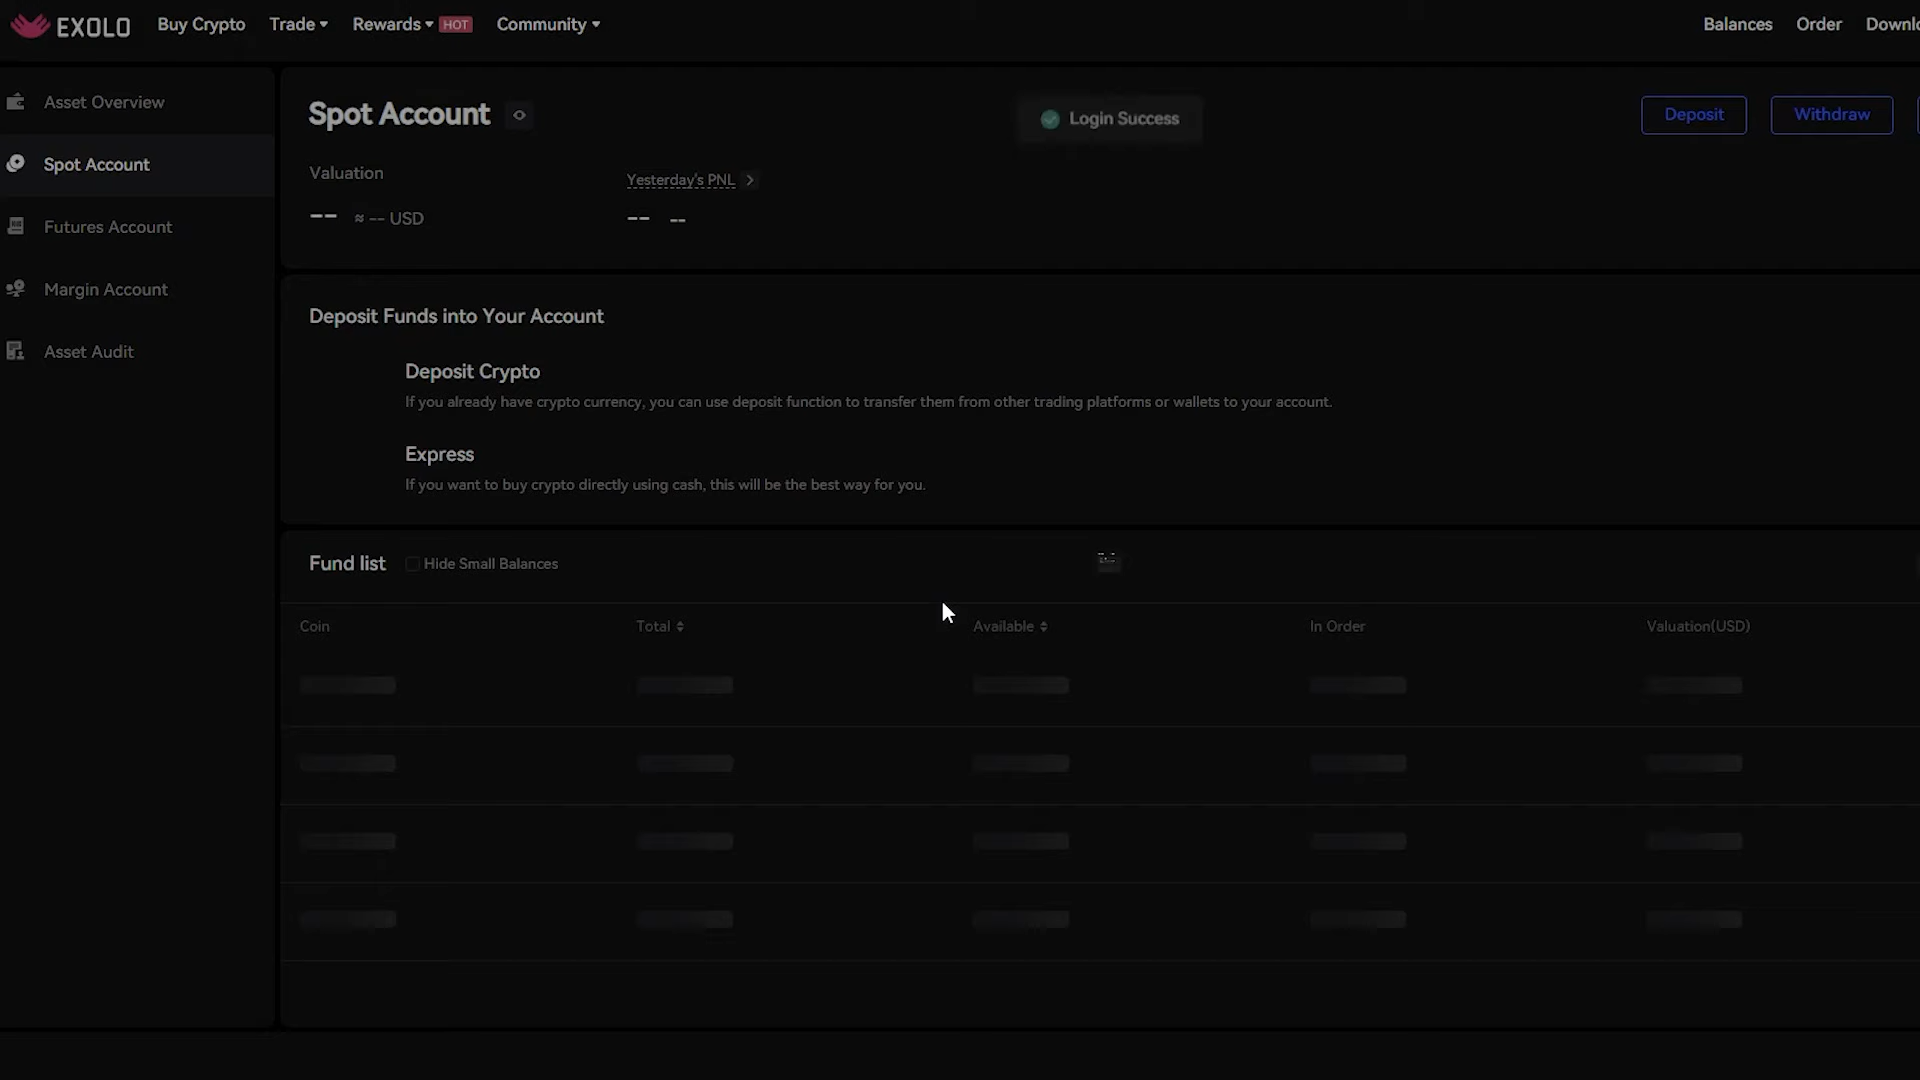 EXOLO Buy Crypto Trade Rewards HOT Community Balances Order Downlo
Asset Overview
Spot Account
Futures Account
Margin Account
Asset Audit
Spot Account
Login Success
Deposit Withdraw
Valuation
-- ≈ -- USD
Yesterday's PNL
-- --
Deposit Funds into Your Account
Deposit Crypto
If you already have crypto currency, you can use deposit function to transfer them from other trading platforms or wallets to your account.
Express
If you want to buy crypto directly using cash, this will be the best way for you.
Fund list Hide Small Balances
Coin Total Available In Order Valuation(USD)